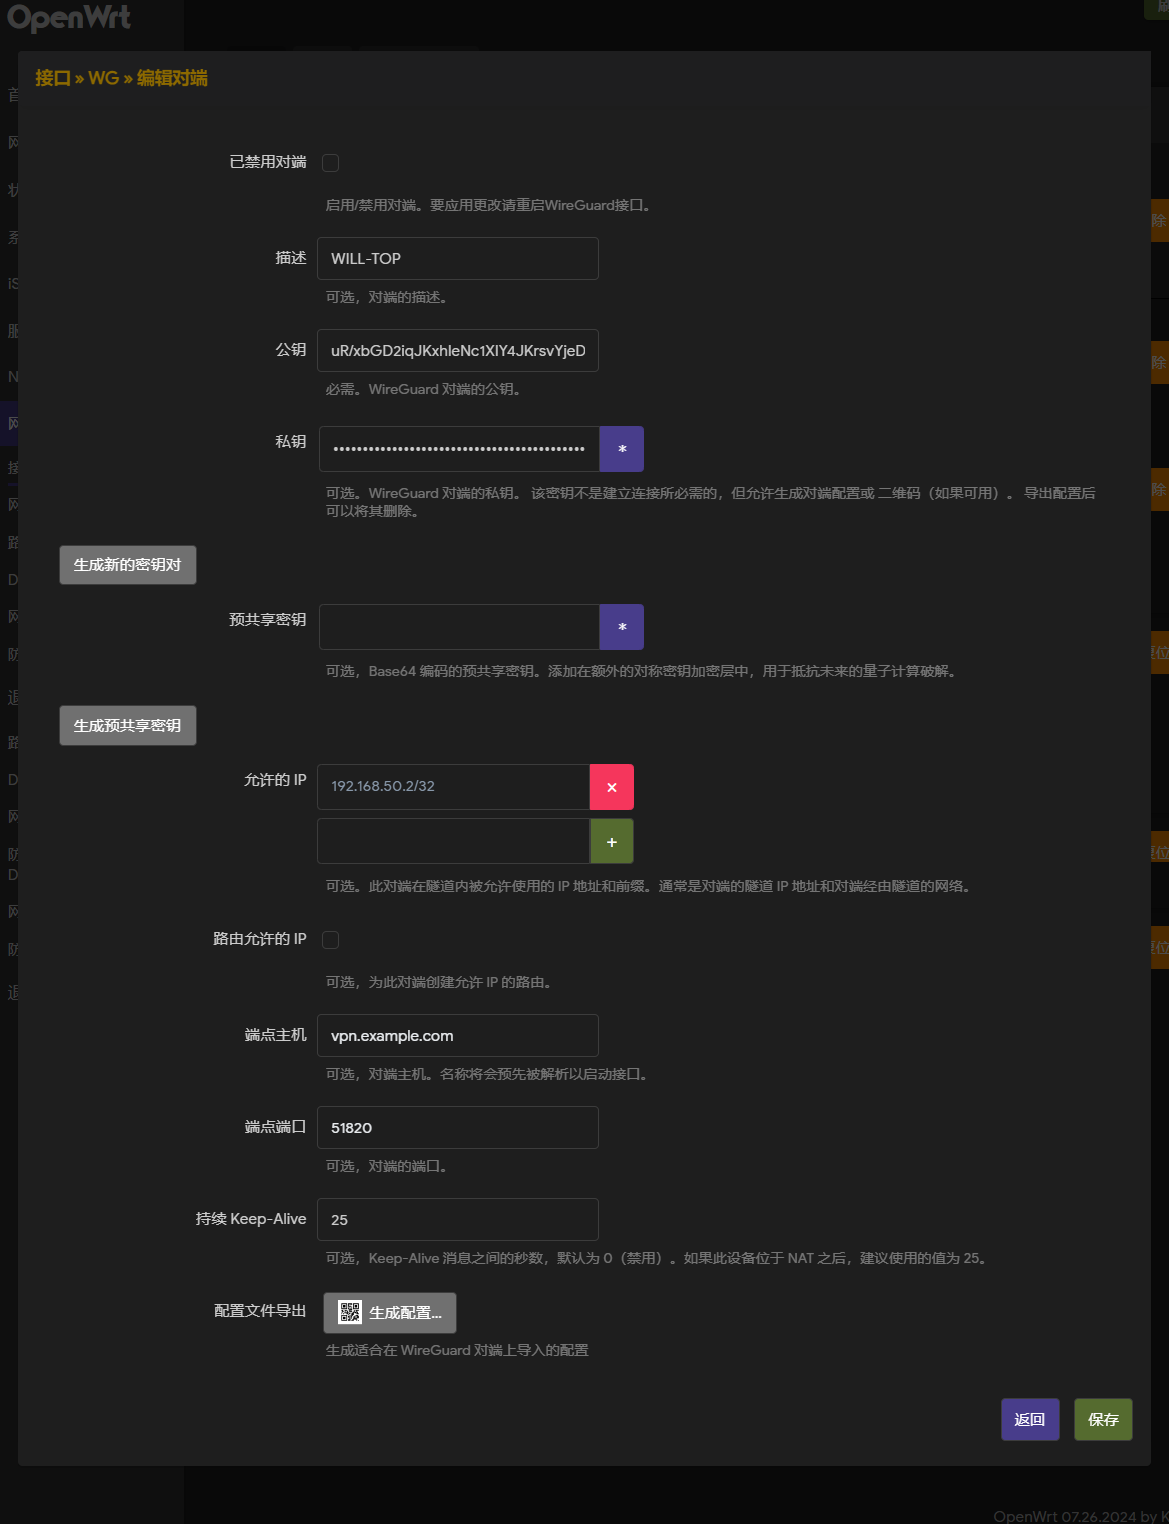 OpenWrt
接口 » WG » 编辑对端
已禁用对端
启用/禁用对端。要应用更改请重启WireGuard接口。
描述
WILL-TOP
可选，对端的描述。
公钥
必需。WireGuard 对端的公钥。
私钥
••••••••••••••••••••••••••••••••••••••••••••
*
可选。WireGuard 对端的私钥。 该密钥不是建立连接所必需的，但允许生成对端配置或 二维码（如果可用）。 导出配置后
可以将其删除。
生成新的密钥对
预共享密钥
*
可选，Base64 编码的预共享密钥。添加在额外的对称密钥加密层中，用于抵抗未来的量子计算破解。
生成预共享密钥
允许的 IP
192.168.50.2/32
×
+
可选。此对端在隧道内被允许使用的 IP 地址和前缀。通常是对端的隧道 IP 地址和对端经由隧道的网络。
路由允许的 IP
可选，为此对端创建允许 IP 的路由。
端点主机
vpn.example.com
可选，对端主机。名称将会预先被解析以启动接口。
端点端口
51820
可选，对端的端口。
持续 Keep-Alive
25
可选，Keep-Alive 消息之间的秒数，默认为 0（禁用）。如果此设备位于 NAT 之后，建议使用的值为 25。
配置文件导出
生成配置...
生成适合在 WireGuard 对端上导入的配置
返回
保存
OpenWrt 07.26.2024 by